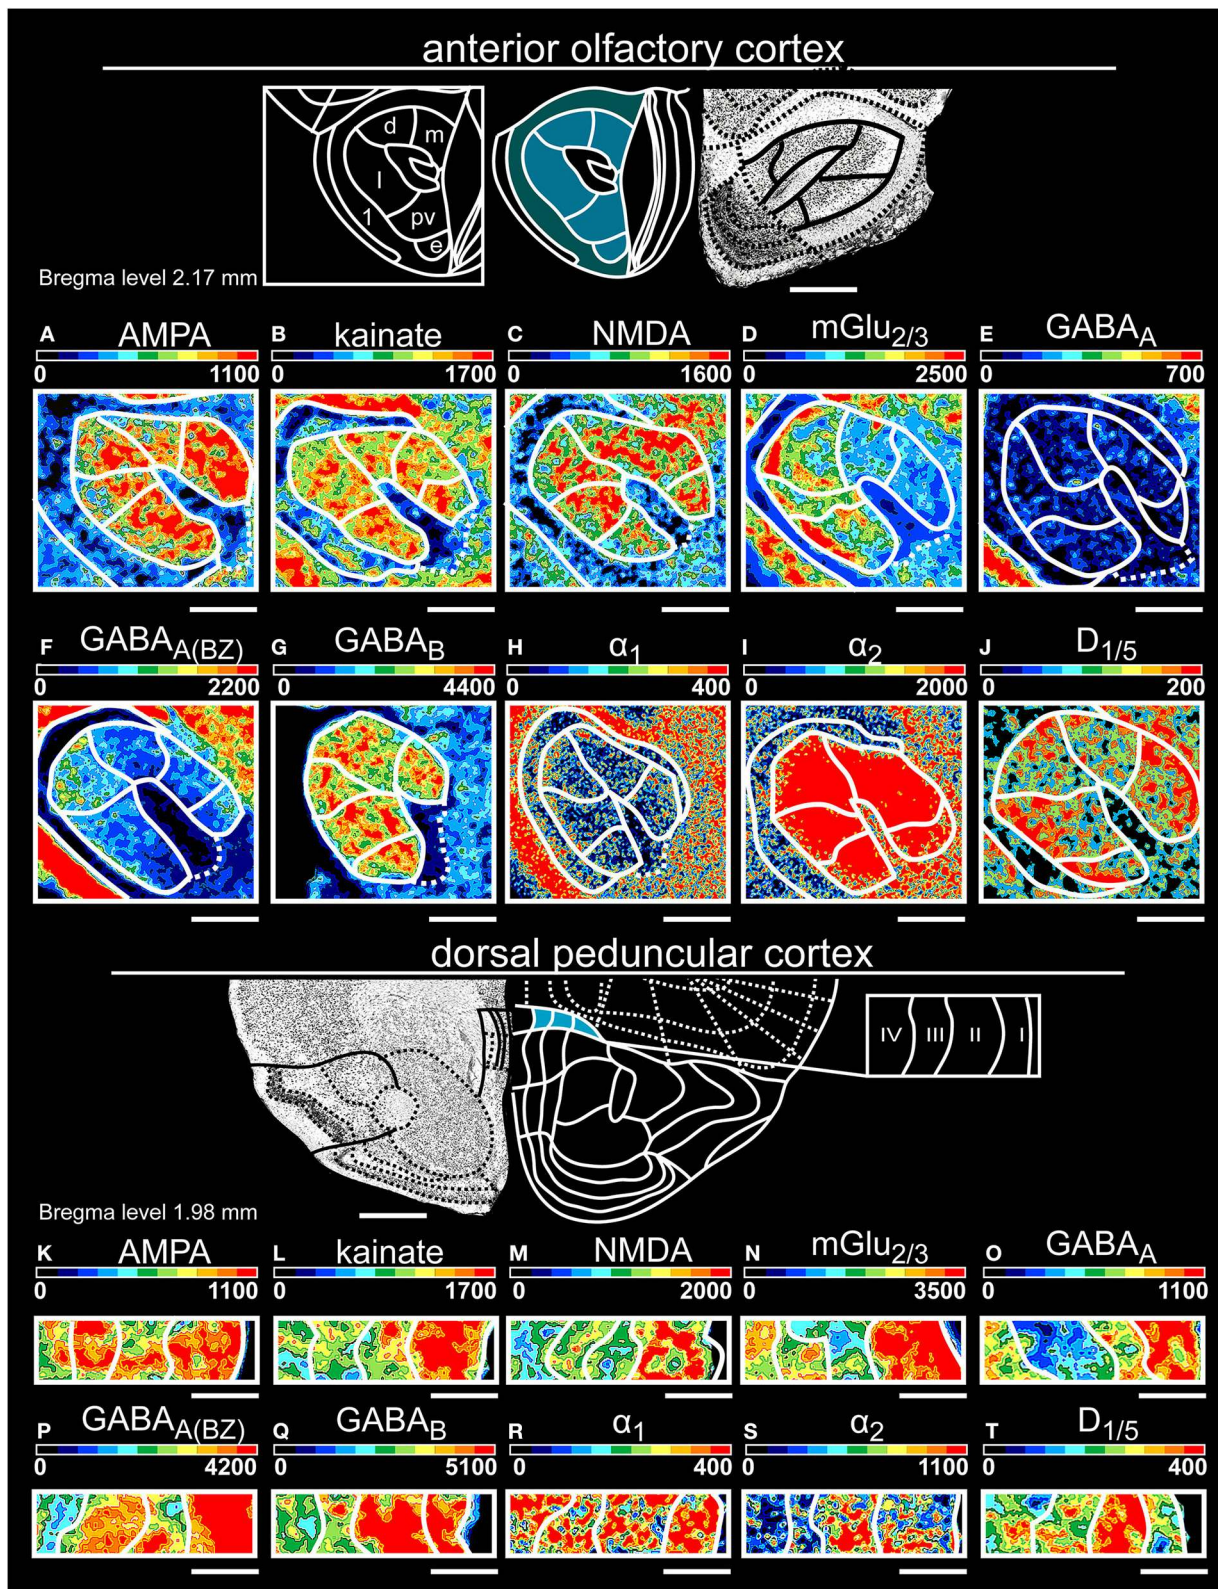 anterior olfactory cortex
d m
l
1 pv
e
Bregma level 2.17 mm
A AMPA B kainate C NMDA D mGlu2/3 E GABAA
0 1100 0 1700 0 1600 0 2500 0 700
F GABAA(BZ) G GABAB H α1 I α2 J D1/5
0 2200 0 4400 0 400 0 2000 0 200
dorsal peduncular cortex
IV III II I
Bregma level 1.98 mm
K AMPA L kainate M NMDA N mGlu2/3 O GABAA
0 1100 0 1700 0 2000 0 3500 0 1100
P GABAA(BZ) Q GABAB R α1 S α2 T D1/5
0 4200 0 5100 0 400 0 1100 0 400